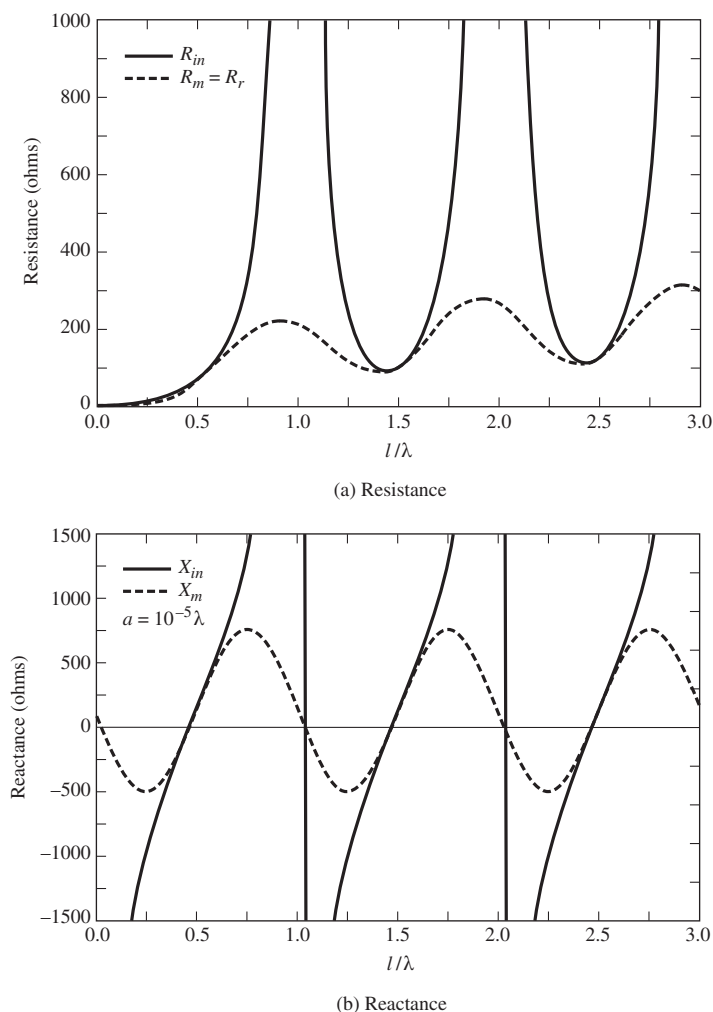 1000
R_in
R_m = R_r
800
600
400
200
0
Resistance (ohms)
0.0 0.5 1.0 1.5 2.0 2.5 3.0
l/λ
(a) Resistance
1500
X_in
X_m
a = 10⁻⁵λ
1000
500
0
−500
−1000
−1500
Reactance (ohms)
0.0 0.5 1.0 1.5 2.0 2.5 3.0
l/λ
(b) Reactance